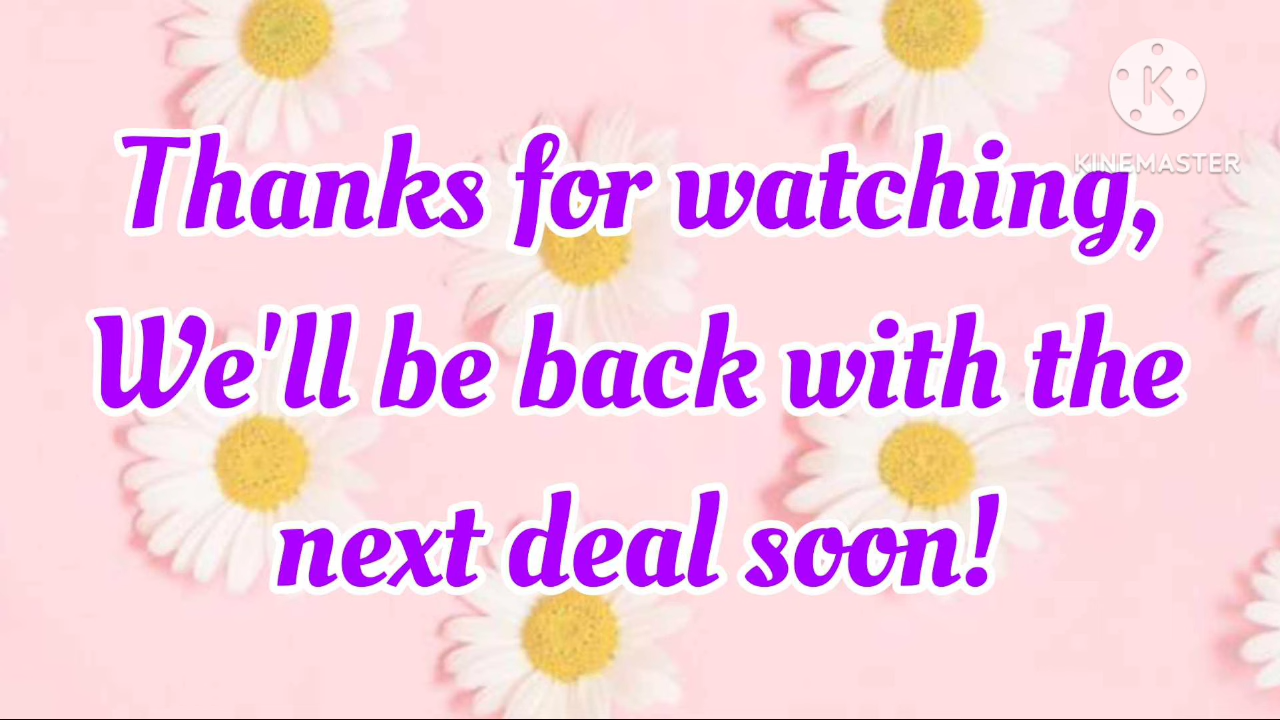 K
KINEMASTER
Thanks for watching,
We'll be back with the
next deal soon!